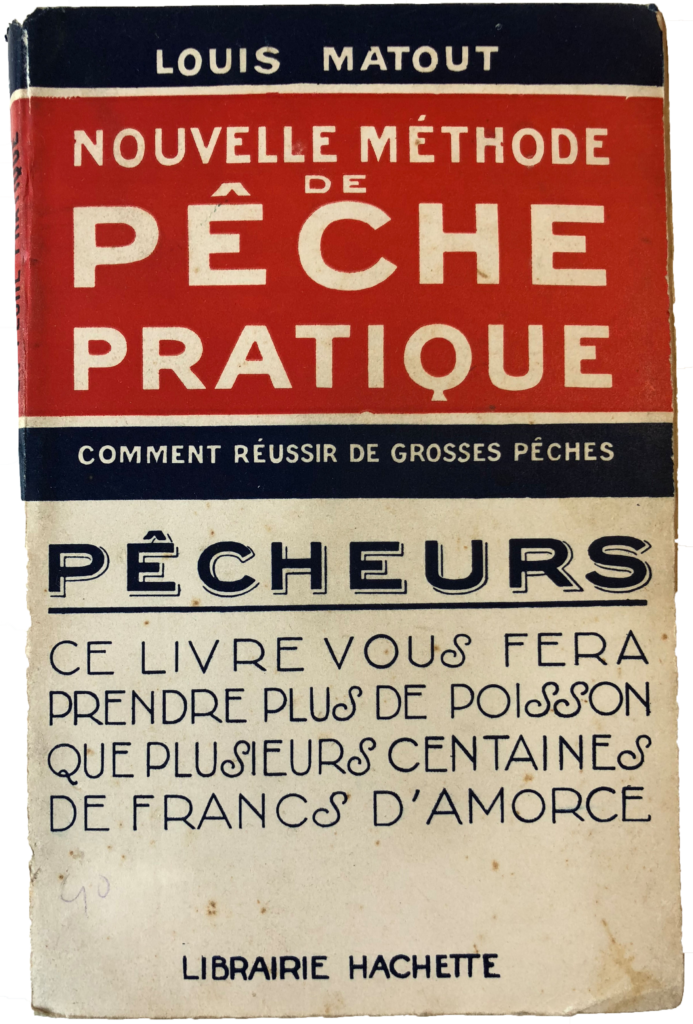 LOUIS MATOUT
NOUVELLE MÉTHODE
DE
PÊCHE
PRATIQUE
COMMENT RÉUSSIR DE GROSSES PÊCHES
PÊCHEURS
CE LIVRE VOUS FERA
PRENDRE PLUS DE POISSON
QUE PLUSIEURS CENTAINES
DE FRANCS D'AMORCE
40
LIBRAIRIE HACHETTE